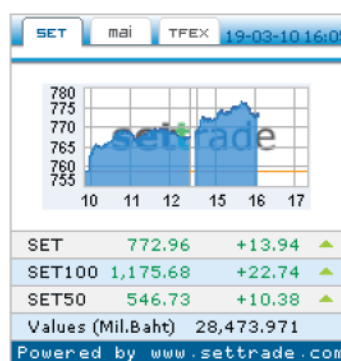 SET mai TFEX 19-03-10 16:05
780
775
770
765
760
755
settrade
10 11 12 15 16 17
SET 772.96 +13.94
SET100 1,175.68 +22.74
SET50 546.73 +10.38
Values (Mil.Baht) 28,473.971
Powered by www.settrade.com